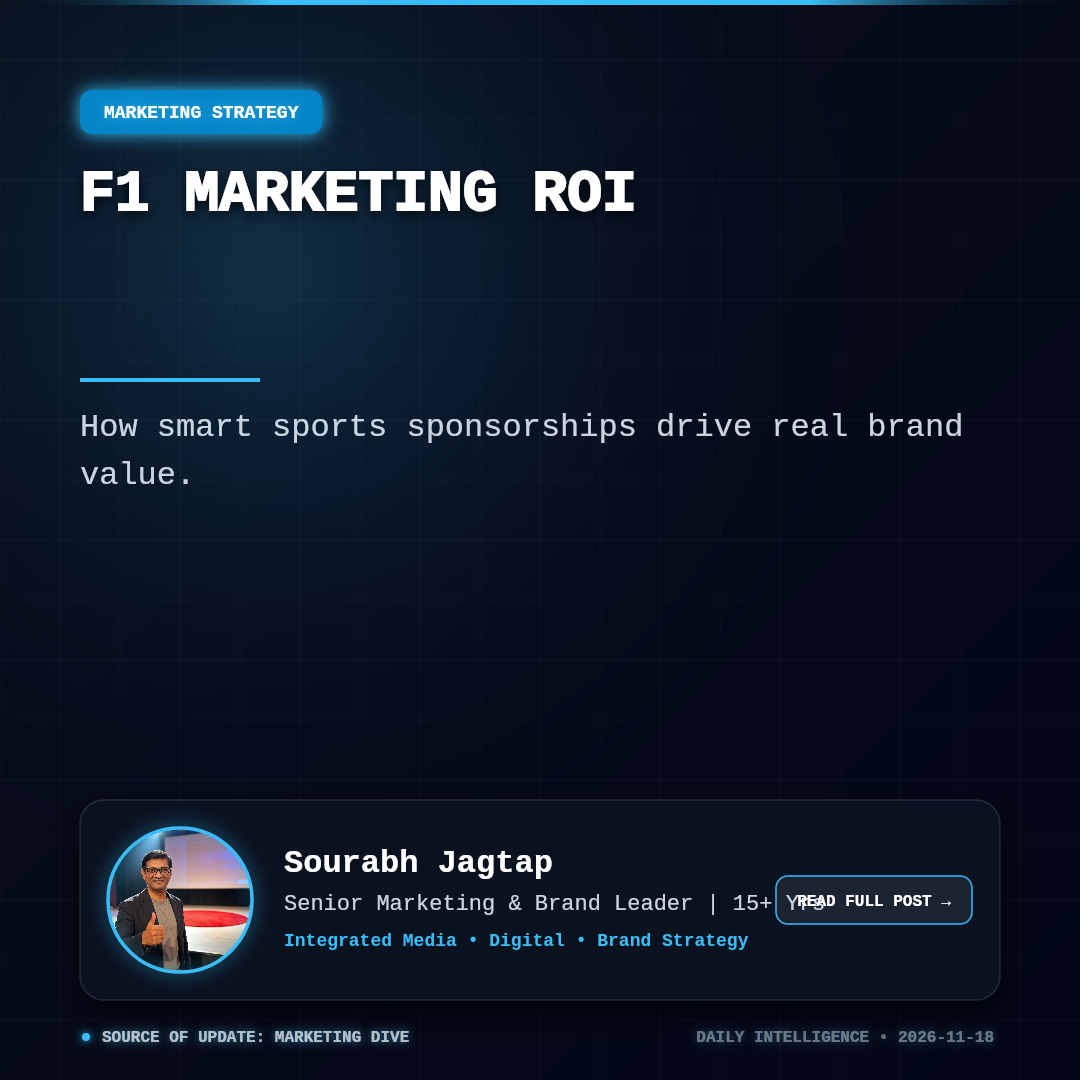 MARKETING STRATEGY
F1 MARKETING ROI
How smart sports sponsorships drive real brand
value.
Sourabh Jagtap
Senior Marketing & Brand Leader | 15+ Yrs
READ FULL POST →
Integrated Media • Digital • Brand Strategy
SOURCE OF UPDATE: MARKETING DIVE
DAILY INTELLIGENCE • 2026-11-18